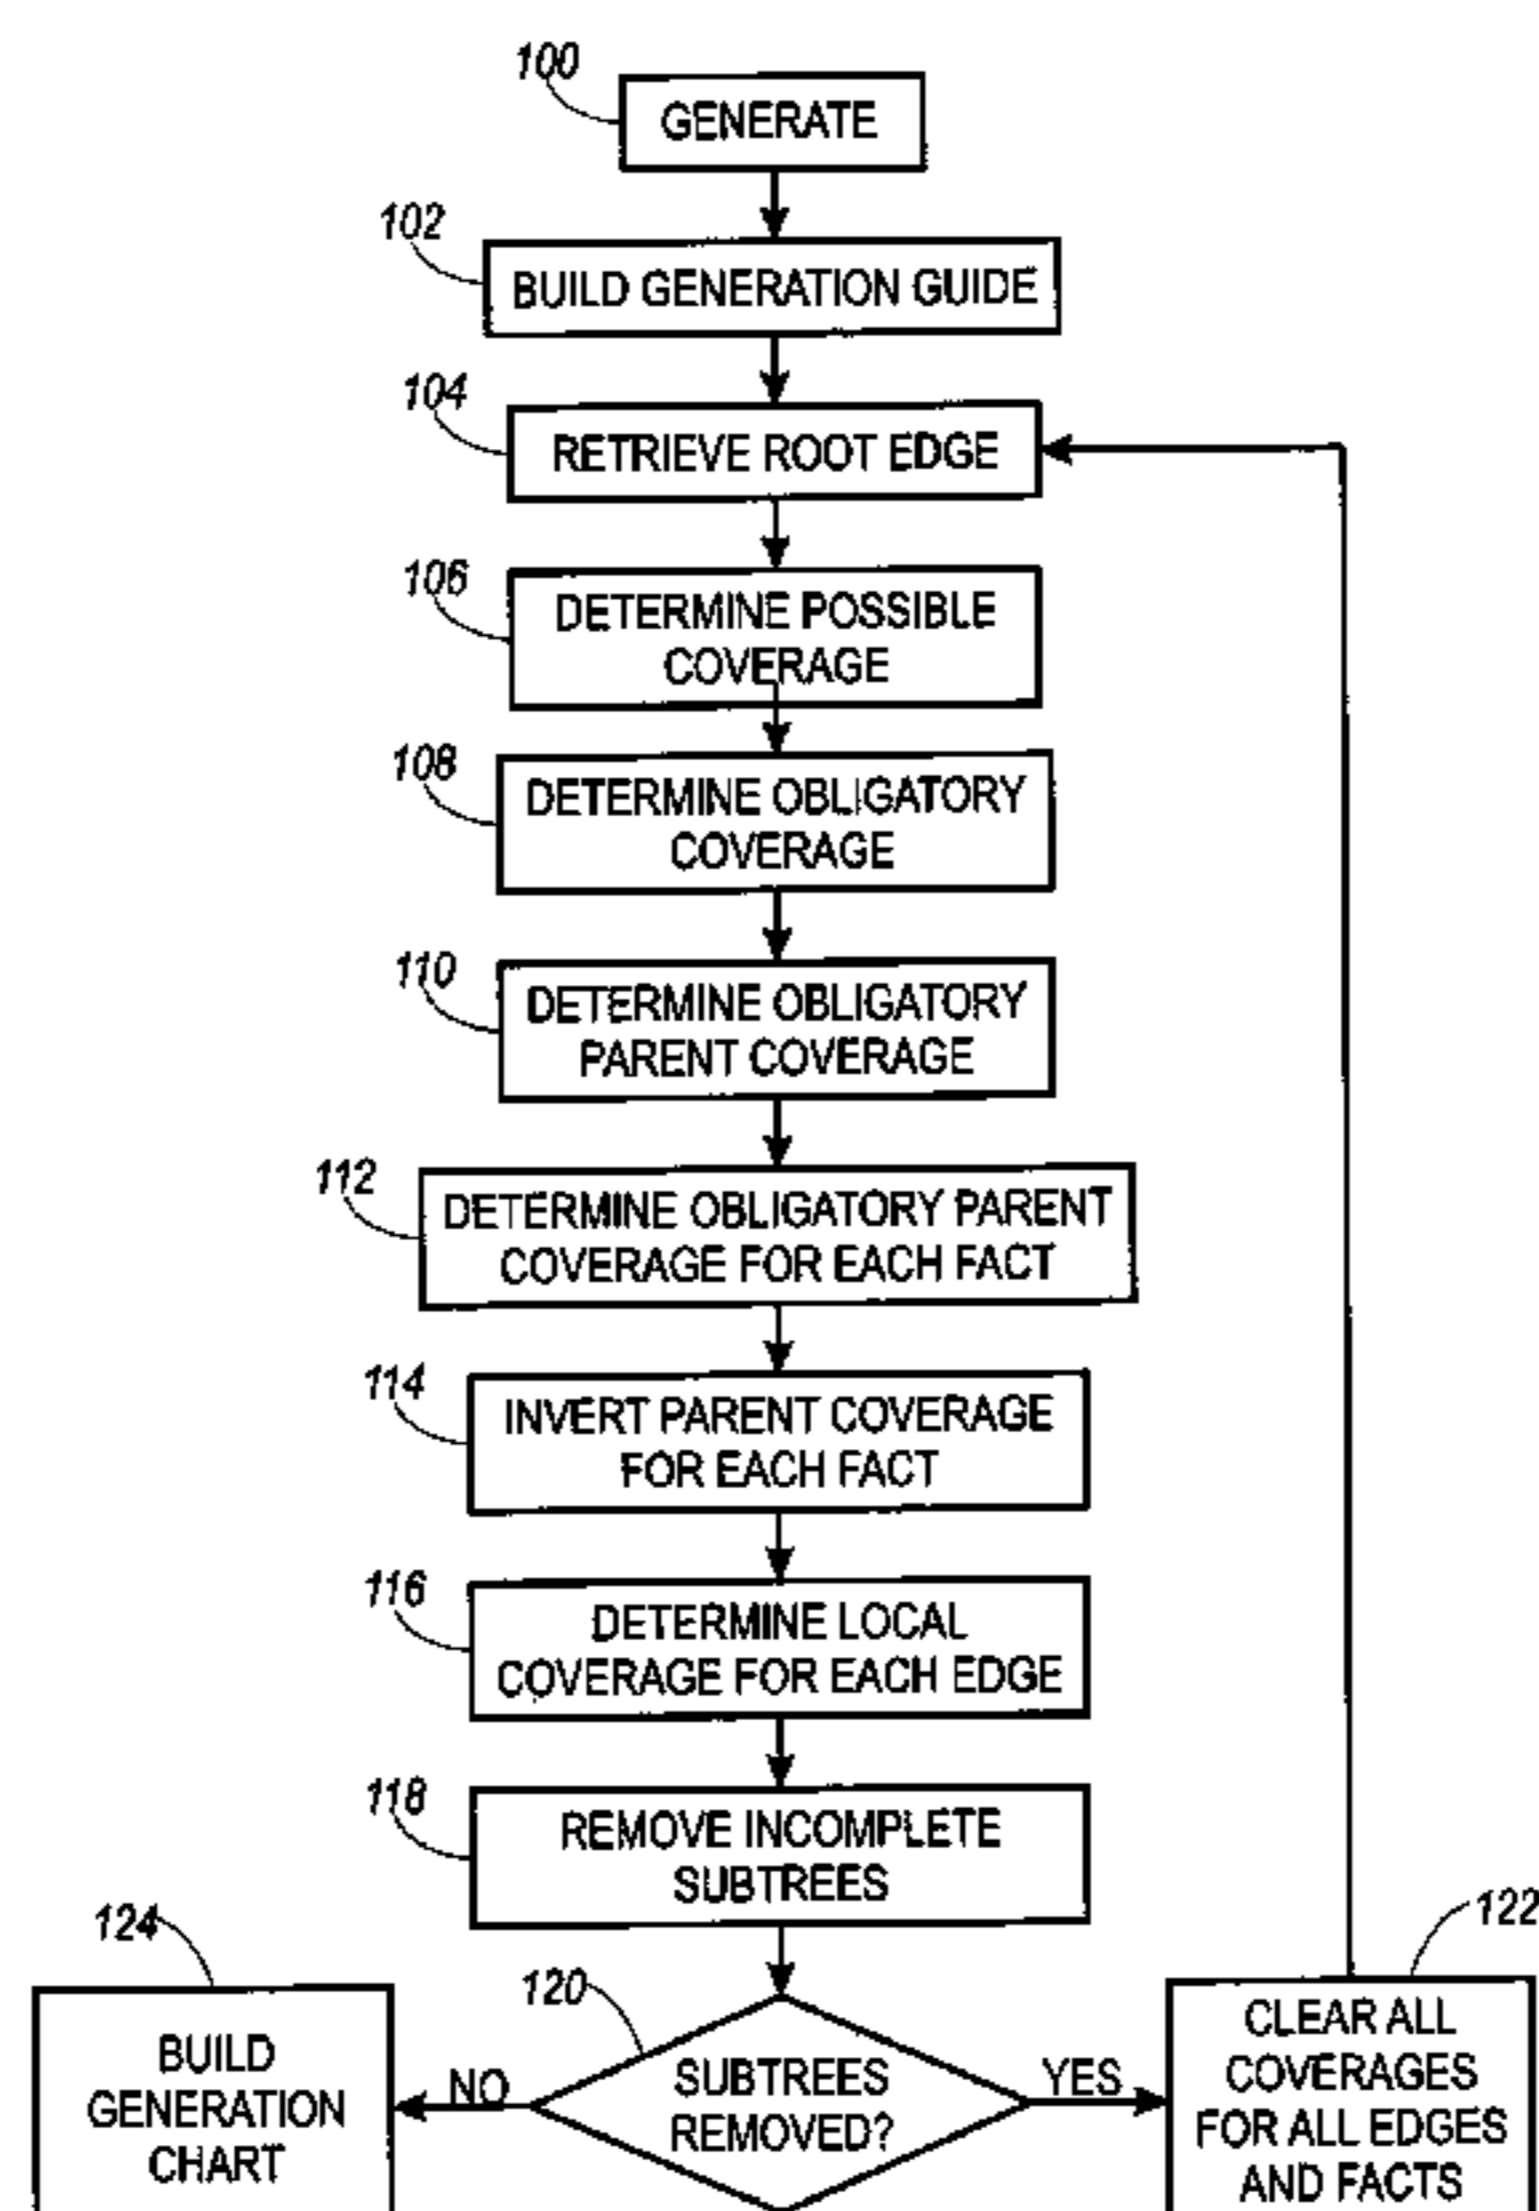 100
GENERATE
102
BUILD GENERATION GUIDE
104
RETRIEVE ROOT EDGE
106
DETERMINE POSSIBLE
COVERAGE
108
DETERMINE OBLIGATORY
COVERAGE
110
DETERMINE OBLIGATORY
PARENT COVERAGE
112
DETERMINE OBLIGATORY PARENT
COVERAGE FOR EACH FACT
114
INVERT PARENT COVERAGE
FOR EACH FACT
116
DETERMINE LOCAL
COVERAGE FOR EACH EDGE
118
REMOVE INCOMPLETE
SUBTREES
120
SUBTREES
REMOVED?
NO
YES
124
BUILD
GENERATION
CHART
122
CLEAR ALL
COVERAGES
FOR ALL EDGES
AND FACTS